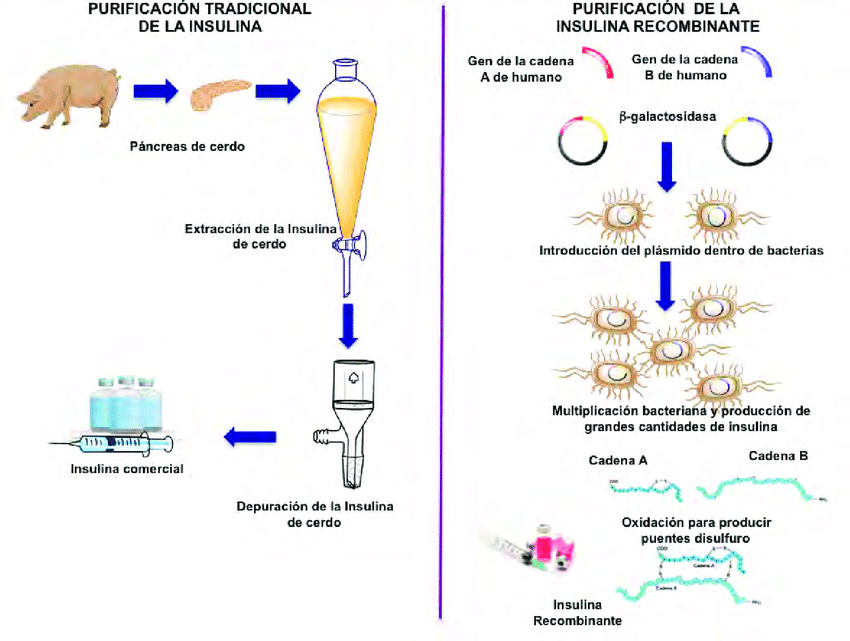 PURIFICACIÓN TRADICIONAL
DE LA INSULINA
Páncreas de cerdo
Extracción de la Insulina
de cerdo
Insulina comercial
Depuración de la Insulina
de cerdo
PURIFICACIÓN DE LA
INSULINA RECOMBINANTE
Gen de la cadena
A de humano
Gen de la cadena
B de humano
β-galactosidasa
Introducción del plásmido dentro de bacterias
Multiplicación bacteriana y producción de
grandes cantidades de insulina
Cadena A
Cadena B
Oxidación para producir
puentes disulfuro
Cadena A
Cadena B
Insulina
Recombinante